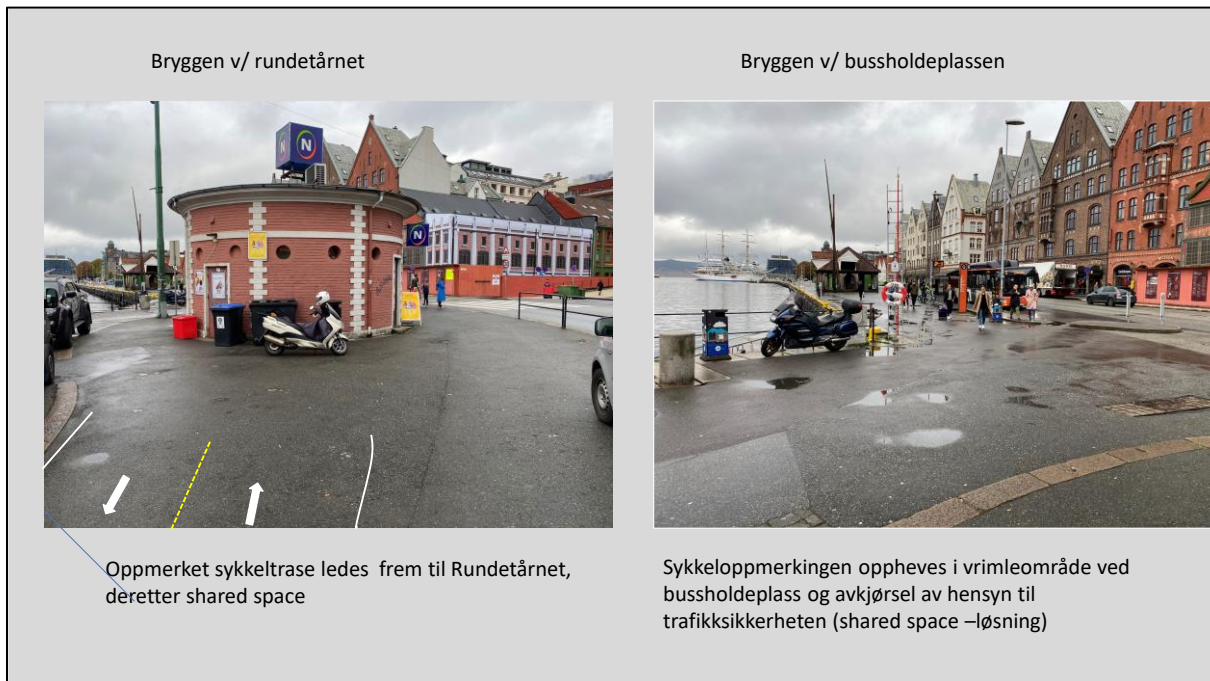 Bryggen v/ rundetårnet
Bryggen v/ bussholdeplassen
N
N
Oppmerket sykkeltrase ledes frem til Rundetårnet,
deretter shared space
Sykkeloppmerkingen oppheves i vrimleområde ved
bussholdeplass og avkjørsel av hensyn til
trafikksikkerheten (shared space –løsning)